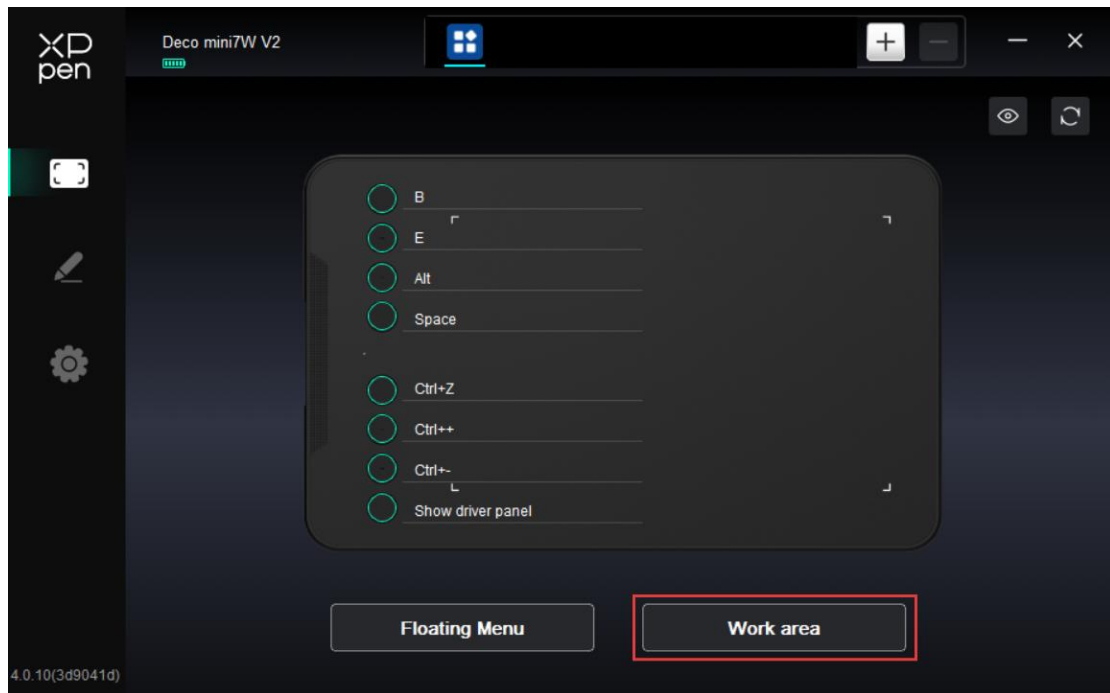 XP
pen
Deco mini7W V2
B
E
Alt
Space
Ctrl+Z
Ctrl++
Ctrl+-
Show driver panel
Floating Menu
Work area
4.0.10(3d9041d)